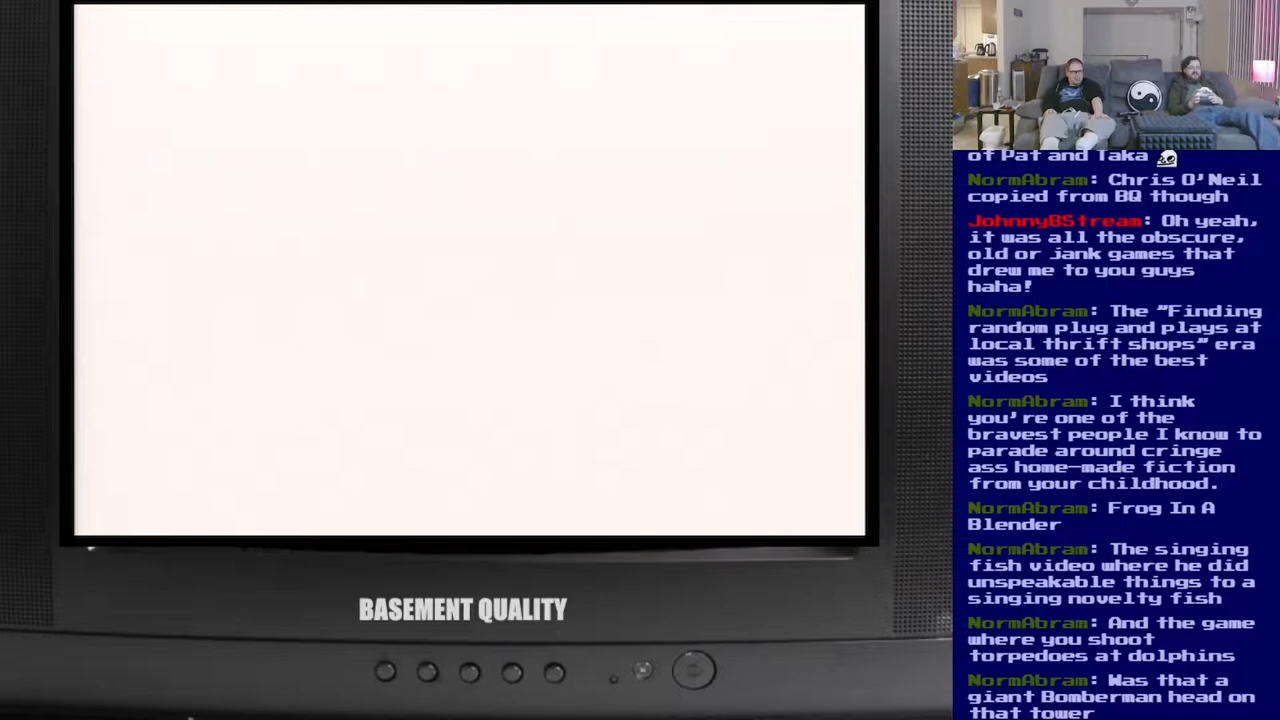 BASEMENT QUALITY
of Pat and Taka
NormAbram: Chris O'Neil
copied from BQ though
JohnnyBStream: Oh yeah,
it was all the obscure,
old or jank games that
drew me to you guys
haha!
NormAbram: The "Finding
random plug and plays at
local thrift shops" era
was some of the best
videos
NormAbram: I think
you're one of the
bravest people I know to
parade around cringe
ass home-made fiction
from your childhood.
NormAbram: Frog In A
Blender
NormAbram: The singing
fish video where he did
unspeakable things to a
singing novelty fish
NormAbram: And the game
where you shoot
torpedoes at dolphins
NormAbram: Was that a
giant Bomberman head on
that tower